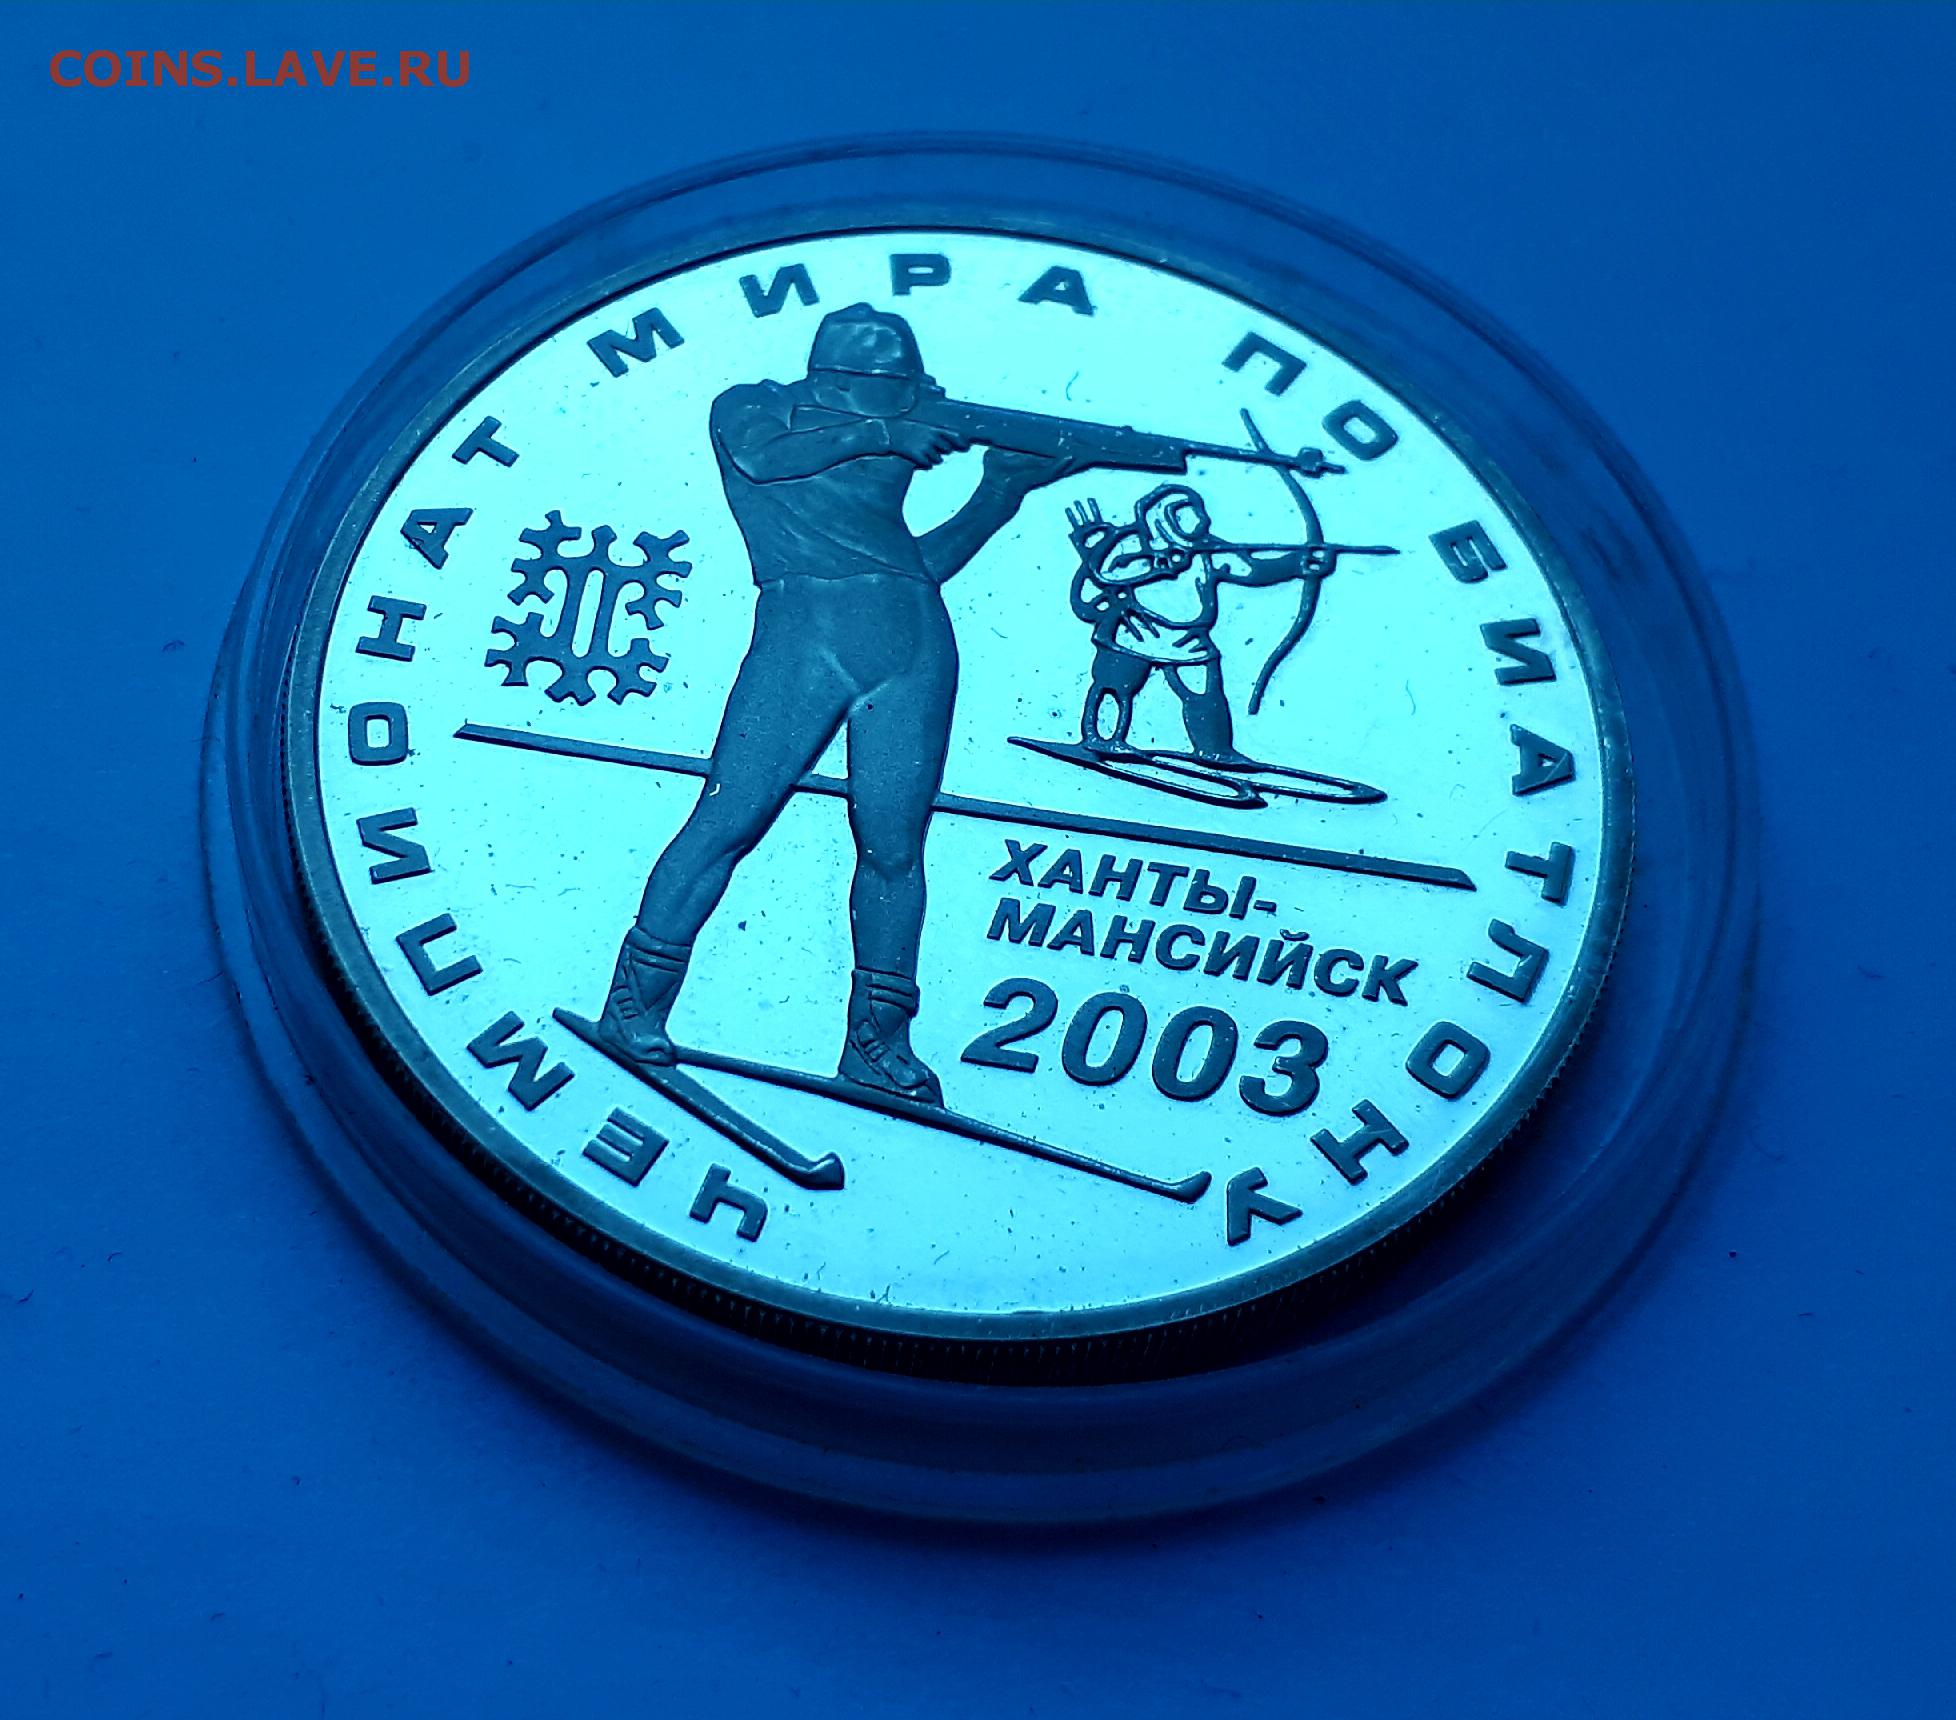 COINS.LAVE.RU
ЧЕМПИОНАТ МИРА ПО БИАТЛОНУ
ХАНТЫ-
МАНСИЙСК
2003